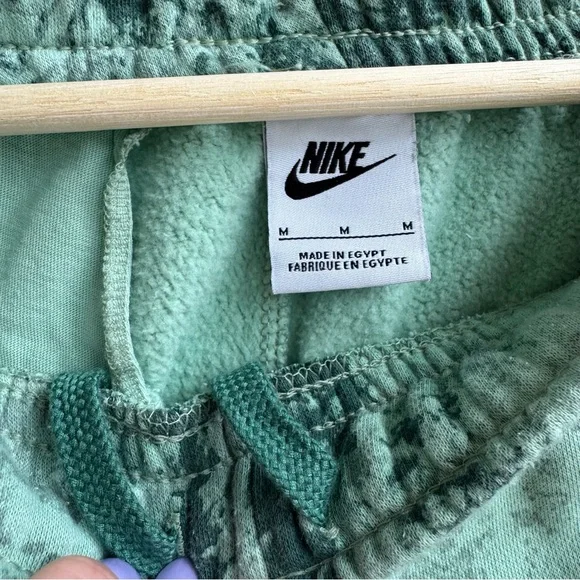 NIKE
M M M
MADE IN EGYPT
FABRIQUE EN EGYPTE